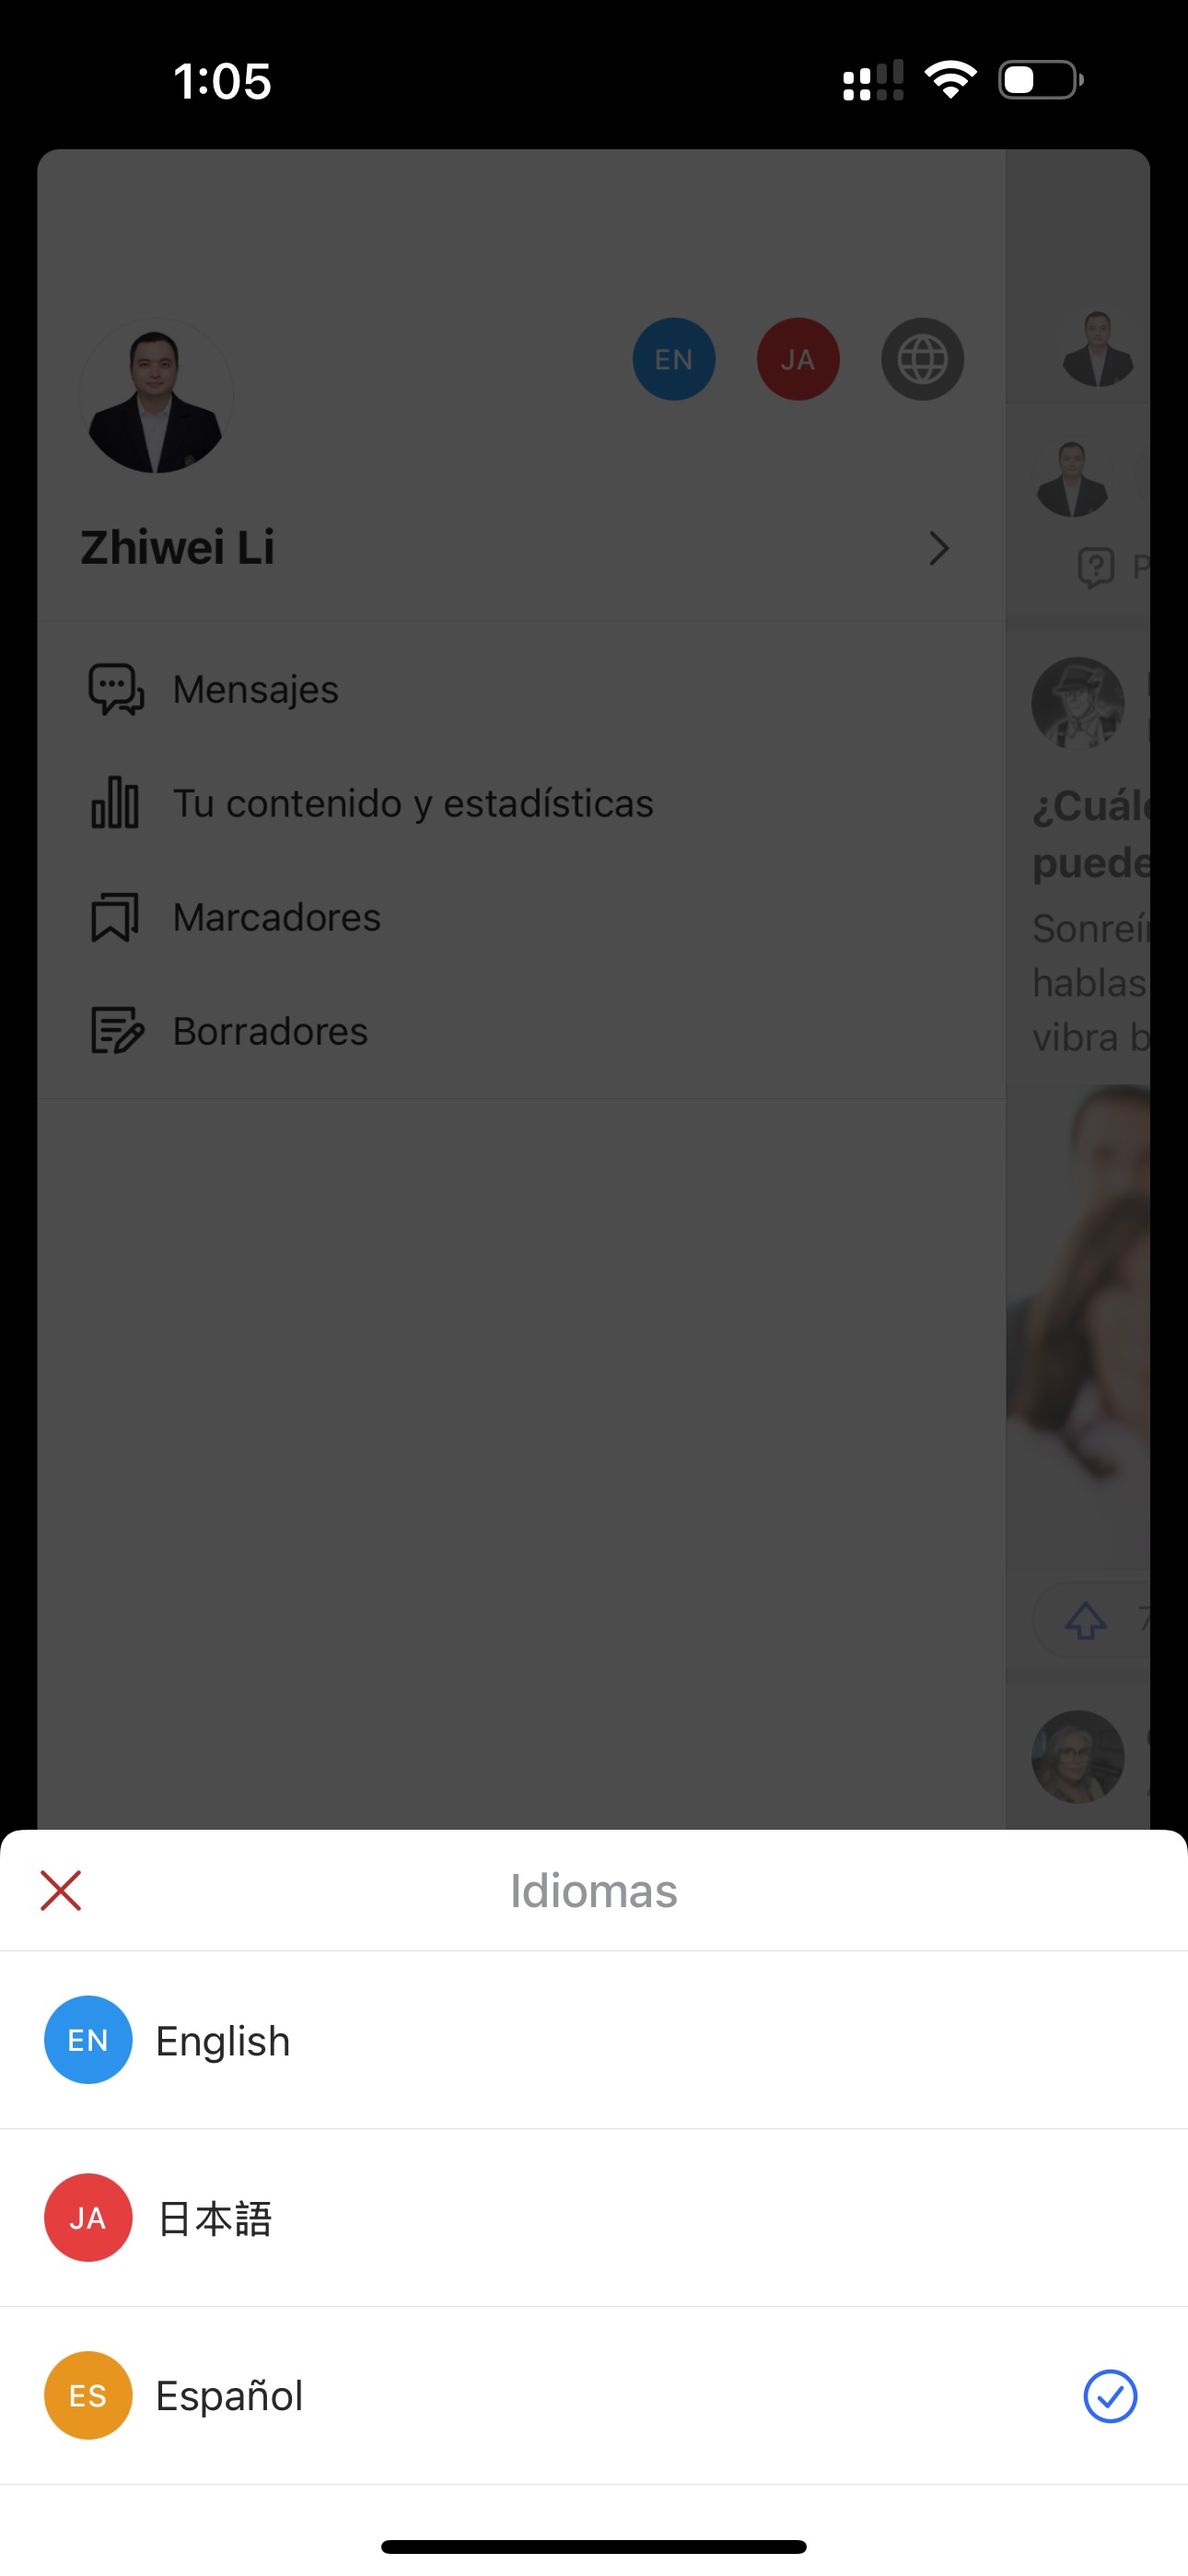 1:05
EN
JA
Zhiwei Li
Mensajes
Tu contenido y estadísticas
Marcadores
Borradores
P
¿Cuál
puede
Sonreí
hablas
vibra b
7
Idiomas
EN English
JA 日本語
ES Español